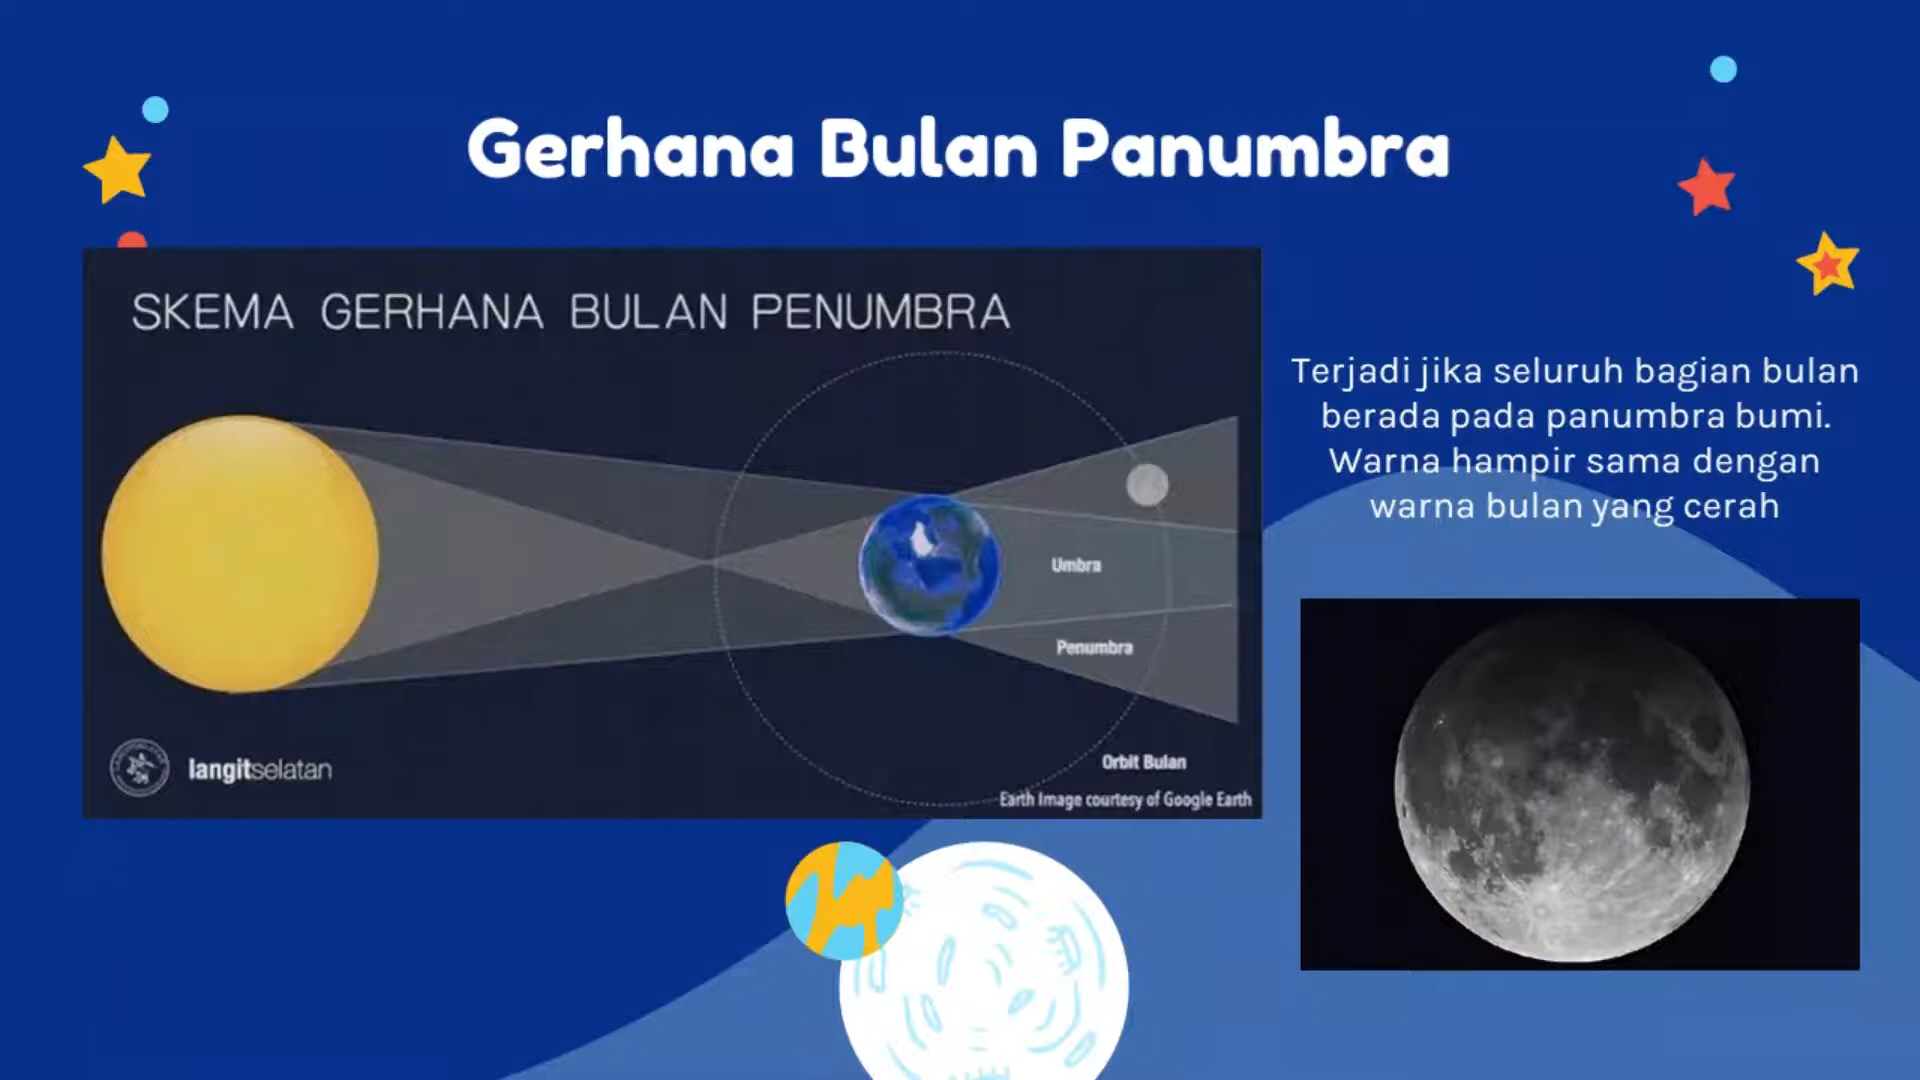 Gerhana Bulan Panumbra
SKEMA GERHANA BULAN PENUMBRA
Umbra
Penumbra
Orbit Bulan
Earth Image courtesy of Google Earth
langitselatan
Terjadi jika seluruh bagian bulan
berada pada panumbra bumi.
Warna hampir sama dengan
warna bulan yang cerah